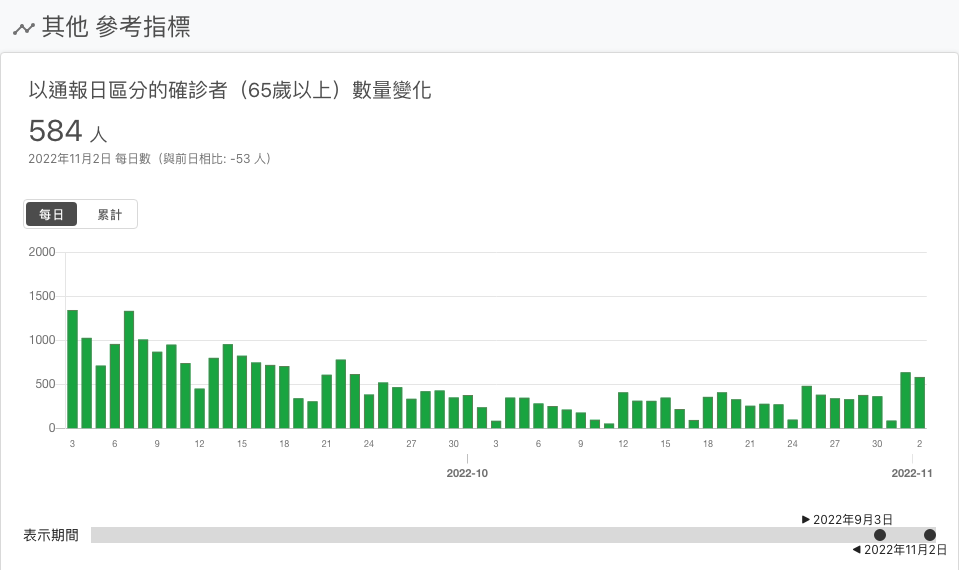 其他 參考指標
以通報日區分的確診者（65歲以上）數量變化
584 人
2022年11月2日 每日數（與前日相比: -53 人）
每日 累計
2000
1500
1000
500
0
3 6 9 12 15 18 21 24 27 30 3 6 9 12 15 18 21 24 27 30 2
2022-10 2022-11
▶ 2022年9月3日
表示期間
◀ 2022年11月2日